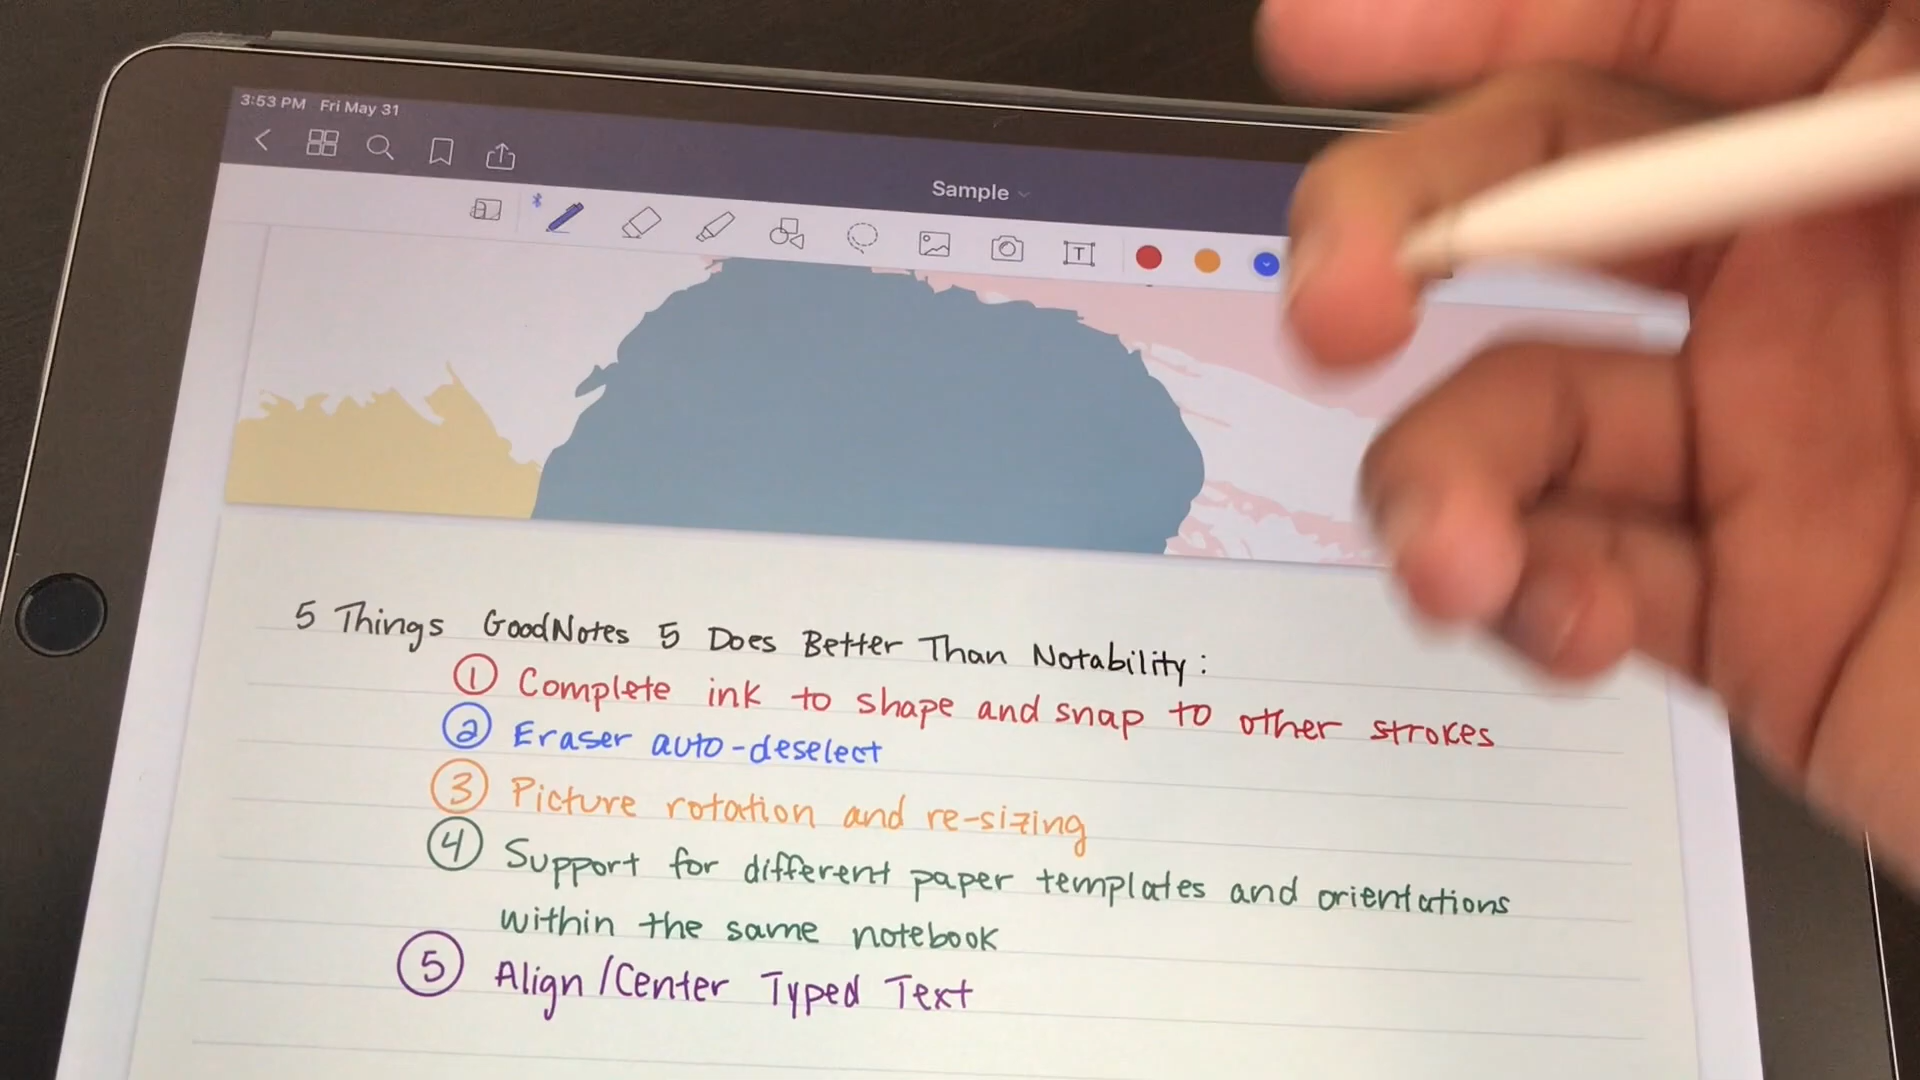 3:53 PM Fri May 31
Sample
T
5 Things GoodNotes 5 Does Better Than Notability:
1 Complete ink to shape and snap to other strokes
2 Eraser auto-deselect
3 Picture rotation and re-sizing
4 Support for different paper templates and orientations
within the same notebook
5 Align/Center Typed Text